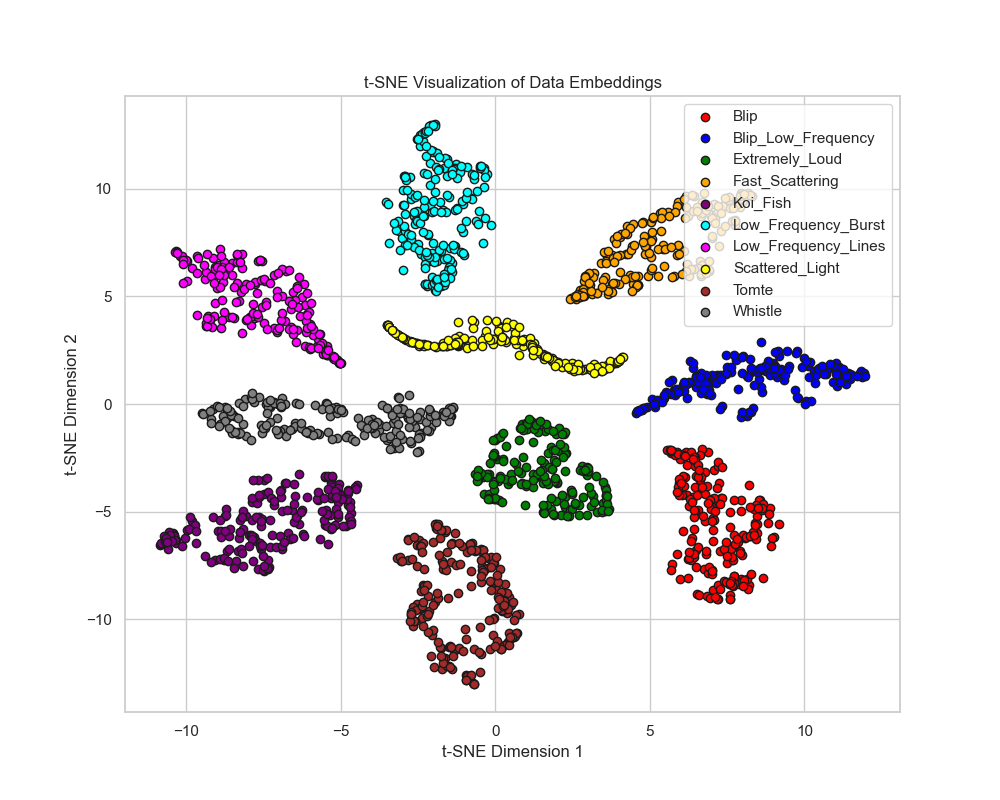 t-SNE Visualization of Data Embeddings
Blip
Blip_Low_Frequency
Extremely_Loud
Fast_Scattering
Koi_Fish
Low_Frequency_Burst
Low_Frequency_Lines
Scattered_Light
Tomte
Whistle
10
5
0
−5
−10
t-SNE Dimension 2
−10
−5
0
5
10
t-SNE Dimension 1